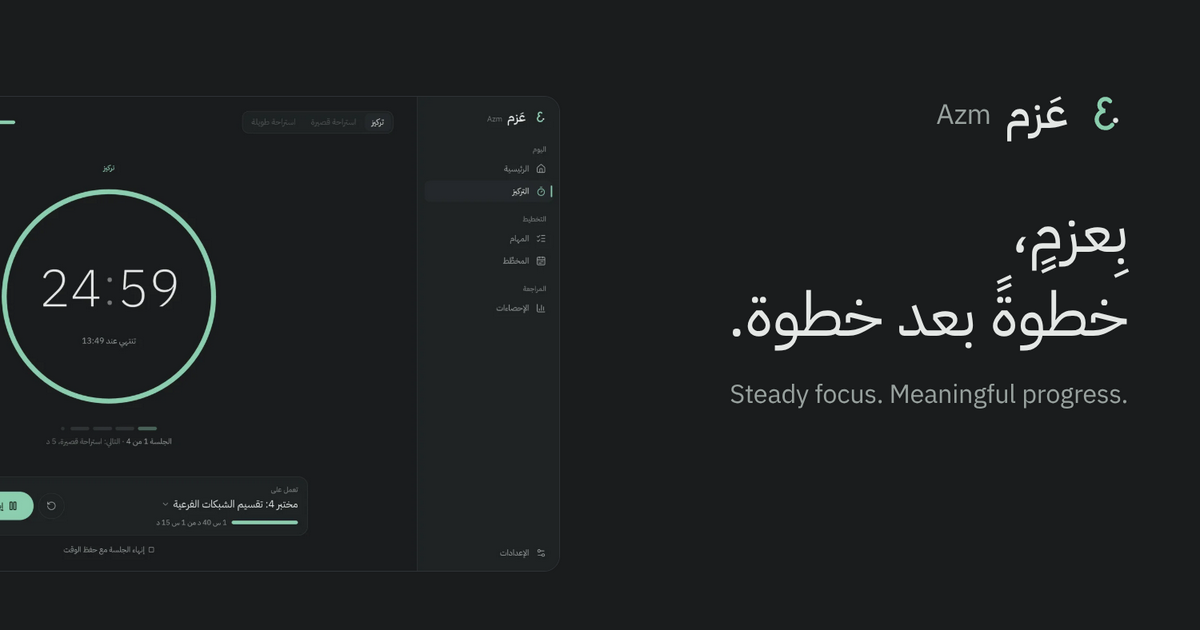 عَزم Azm
بِعزمٍ،
خطوةً بعد خطوة.
Steady focus. Meaningful progress.
عَزم Azm
اليوم
الرئيسية
التركيز
التخطيط
المهام
المخطّط
المراجعة
الإحصاءات
الإعدادات
تركيز استراحة قصيرة استراحة طويلة
تركيز
24:59
تنتهي عند 13:49
الجلسة 1 من 4 · التالي: استراحة قصيرة، 5 د
تعمل على
مختبر 4: تقسيم الشبكات الفرعية
1 س 40 د من 1 س 15 د
إنهاء الجلسة مع حفظ الوقت